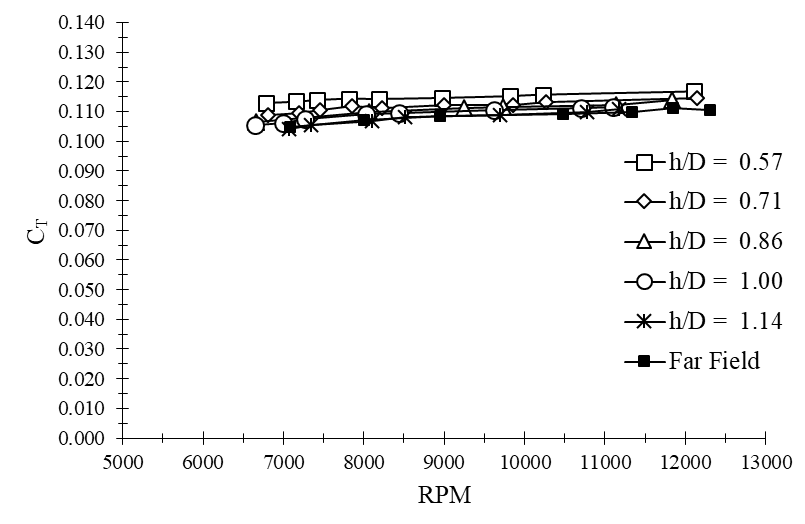 0.140
0.130
0.120
0.110
0.100
0.090
0.080
0.070
0.060
0.050
0.040
0.030
0.020
0.010
0.000
C_T
5000 6000 7000 8000 9000 10000 11000 12000 13000
RPM
h/D = 0.57
h/D = 0.71
h/D = 0.86
h/D = 1.00
h/D = 1.14
Far Field